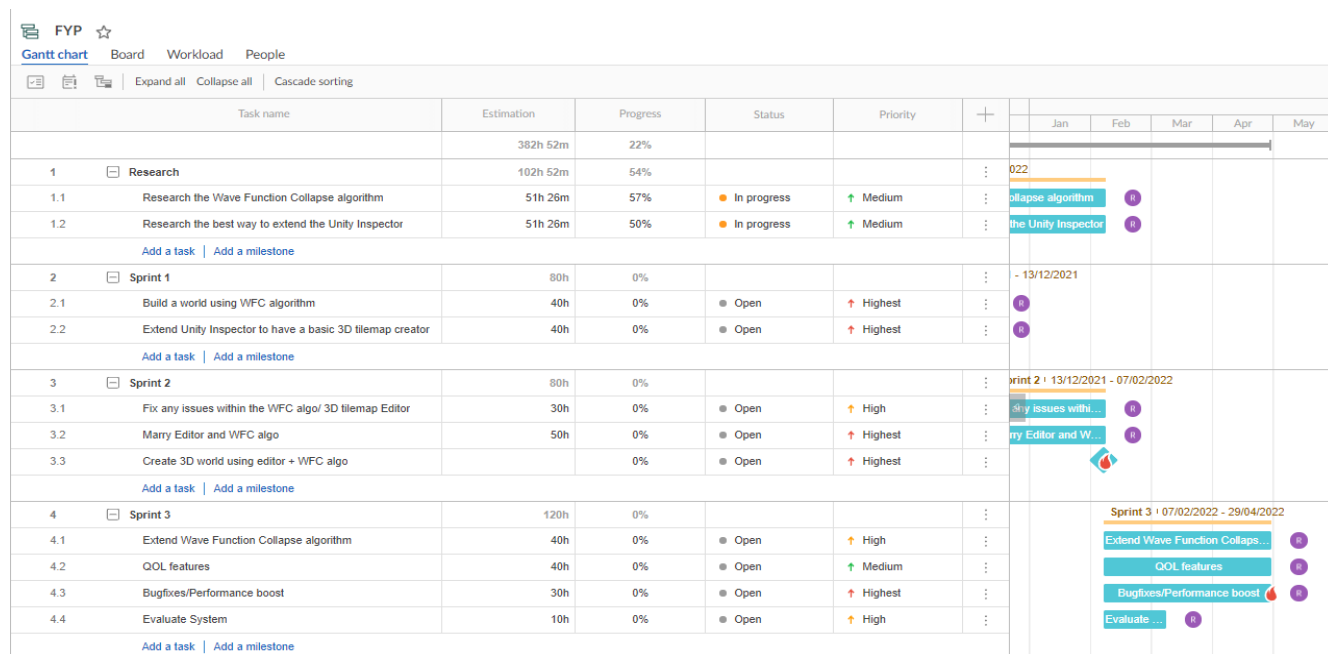 FYP
Gantt chart Board Workload People
Expand all Collapse all Cascade sorting
Task name Estimation Progress Status Priority Jan Feb Mar Apr May
382h 52m 22%
1 Research 102h 52m 54% 022
1.1 Research the Wave Function Collapse algorithm 51h 26m 57% In progress Medium ollapse algorithm R
1.2 Research the best way to extend the Unity Inspector 51h 26m 50% In progress Medium the Unity Inspector R
Add a task | Add a milestone
2 Sprint 1 80h 0% - 13/12/2021
2.1 Build a world using WFC algorithm 40h 0% Open Highest R
2.2 Extend Unity Inspector to have a basic 3D tilemap creator 40h 0% Open Highest R
Add a task | Add a milestone
3 Sprint 2 80h 0% print 2 13/12/2021 - 07/02/2022
3.1 Fix any issues within the WFC algo/ 3D tilemap Editor 30h 0% Open High any issues withi... R
3.2 Marry Editor and WFC algo 50h 0% Open Highest rry Editor and W... R
3.3 Create 3D world using editor + WFC algo 0% Open Highest
Add a task | Add a milestone
4 Sprint 3 120h 0% Sprint 3 07/02/2022 - 29/04/2022
4.1 Extend Wave Function Collapse algorithm 40h 0% Open High Extend Wave Function Collaps... R
4.2 QOL features 40h 0% Open Medium QOL features R
4.3 Bugfixes/Performance boost 30h 0% Open Highest Bugfixes/Performance boost R
4.4 Evaluate System 10h 0% Open High Evaluate ... R
Add a task | Add a milestone